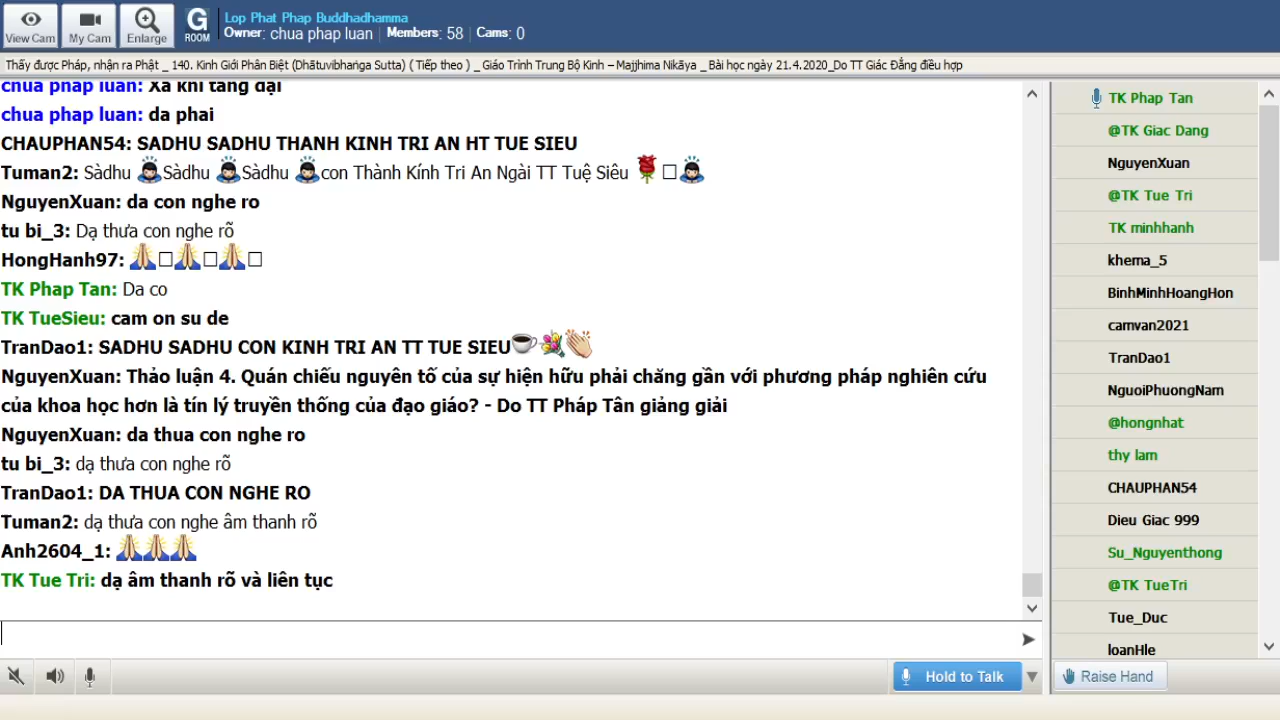 View Cam
My Cam
Enlarge
G
ROOM
Lop Phat Phap Buddhadhamma
Owner: chua phap luan | Members: 58 | Cams: 0
Thấy được Pháp, nhận ra Phật _ 140. Kinh Giới Phân Biệt (Dhātuvibhaṅga Sutta) ( Tiếp theo ) _ Giáo Trình Trung Bộ Kinh – Majjhima Nikāya _ Bài học ngày 21.4.2020_Do TT Giác Đẳng điều hợp
chua phap luan: Xa khi tang dại
chua phap luan: da phai
CHAUPHAN54: SADHU SADHU THANH KINH TRI AN HT TUE SIEU
Tuman2: Sàdhu Sàdhu Sàdhu con Thành Kính Tri An Ngài TT Tuệ Siêu
NguyenXuan: da con nghe ro
tu bi_3: Dạ thưa con nghe rõ
HongHanh97:
TK Phap Tan: Da co
TK TueSieu: cam on su de
TranDao1: SADHU SADHU CON KINH TRI AN TT TUE SIEU
NguyenXuan: Thảo luận 4. Quán chiếu nguyên tố của sự hiện hữu phải chăng gần với phương pháp nghiên cứu
của khoa học hơn là tín lý truyền thống của đạo giáo? - Do TT Pháp Tân giảng giải
NguyenXuan: da thua con nghe ro
tu bi_3: dạ thưa con nghe rõ
TranDao1: DA THUA CON NGHE RO
Tuman2: dạ thưa con nghe âm thanh rõ
Anh2604_1:
TK Tue Tri: dạ âm thanh rõ và liên tục
Hold to Talk
TK Phap Tan
@TK Giac Dang
NguyenXuan
@TK Tue Tri
TK minhhanh
khema_5
BinhMinhHoangHon
camvan2021
TranDao1
NguoiPhuongNam
@hongnhat
thy lam
CHAUPHAN54
Dieu Giac 999
Su_Nguyenthong
@TK TueTri
Tue_Duc
loanHle
Raise Hand